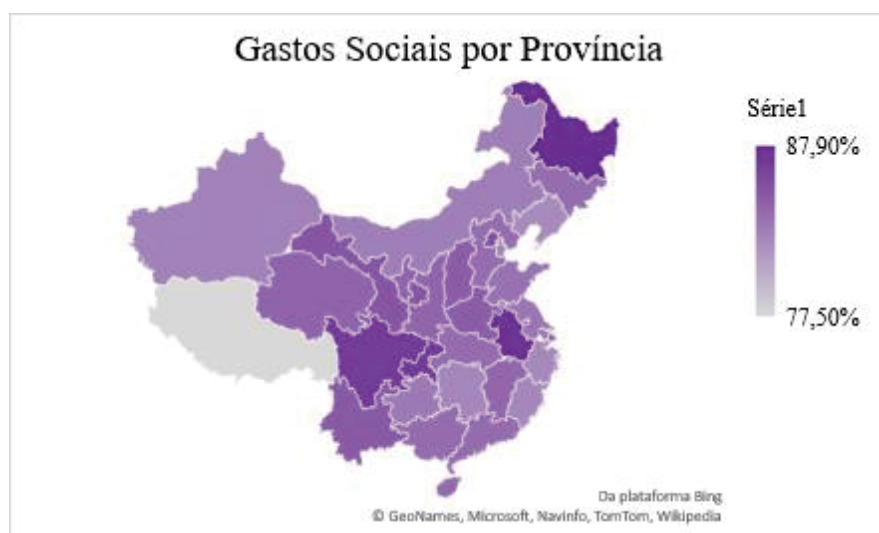 Gastos Sociais por Província
Série1
87,90%
77,50%
Da plataforma Bing
© GeoNames, Microsoft, Navinfo, TomTom, Wikipedia